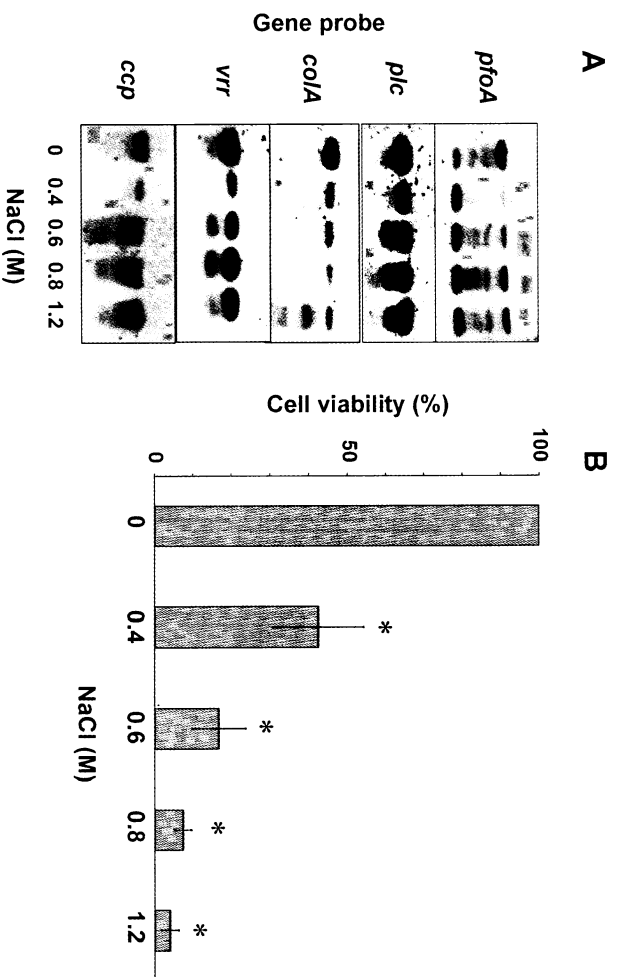 A
Gene probe
pfoA
plc
colA
vrr
ccp
0 0.4 0.6 0.8 1.2
NaCl (M)
B
Cell viability (%)
100
50
0
*
*
*
*
0 0.4 0.6 0.8 1.2
NaCl (M)